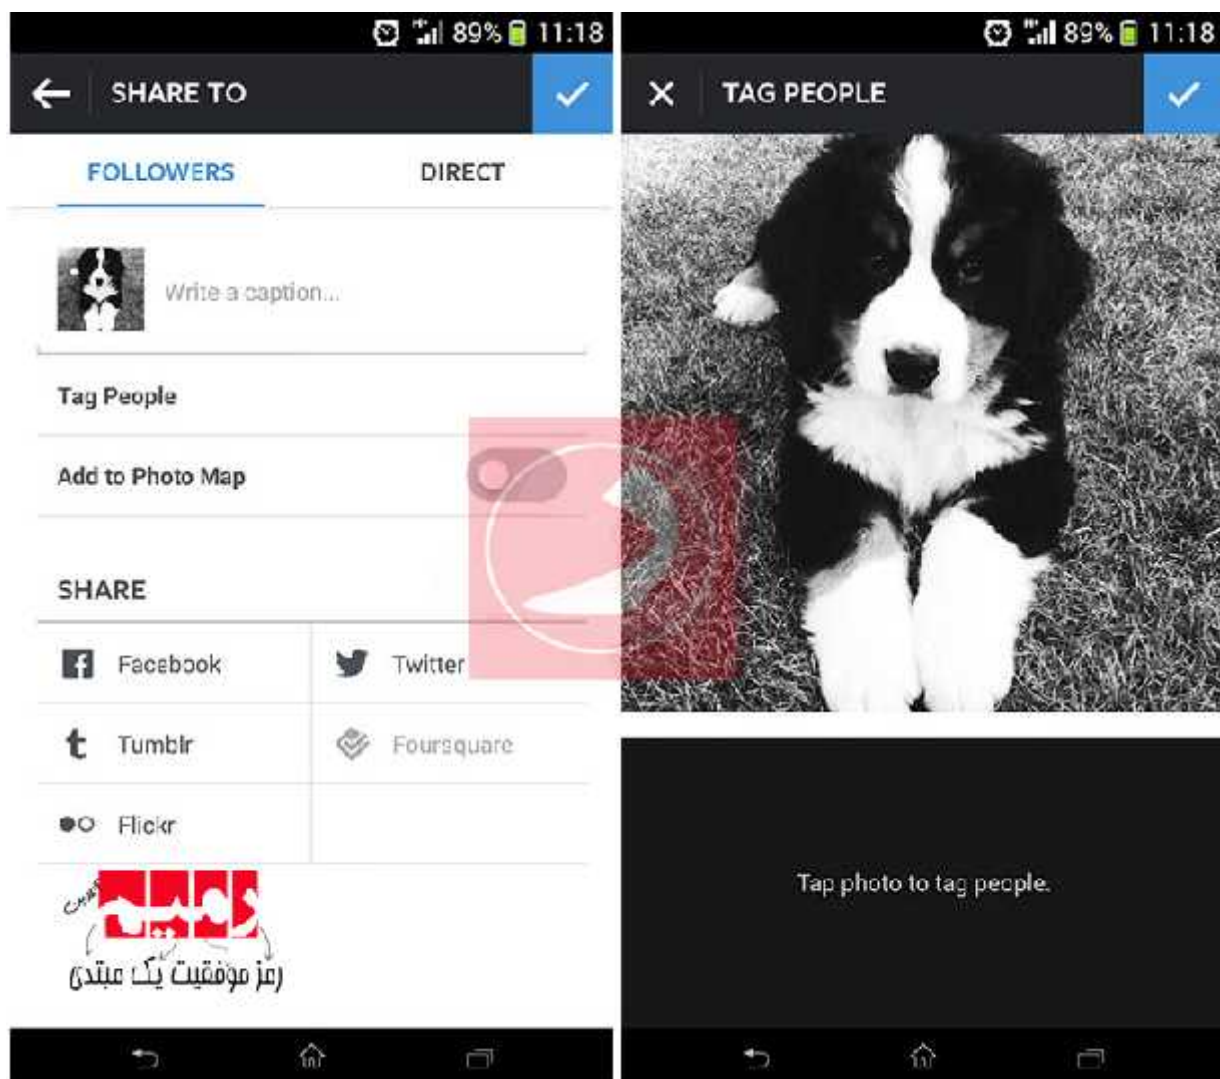 89% 11:18
SHARE TO
FOLLOWERS DIRECT
Write a caption...
Tag People
Add to Photo Map
SHARE
Facebook Twitter
Tumblr Foursquare
Flickr
رمز موفقیت یک مبتدی
89% 11:18
TAG PEOPLE
Tap photo to tag people.